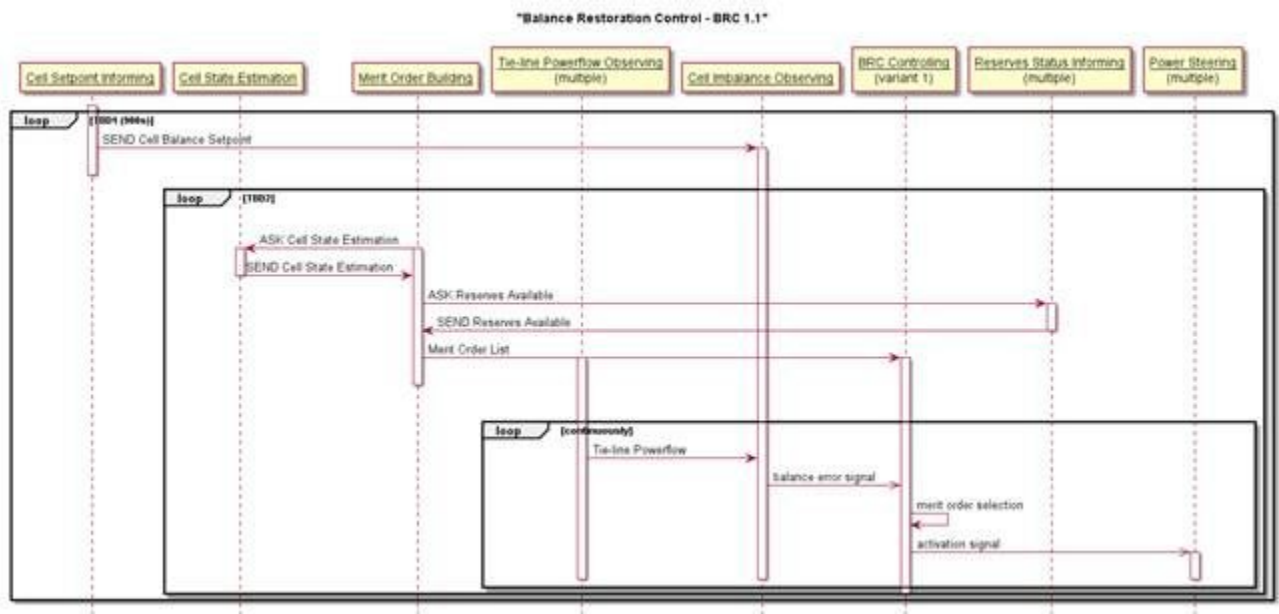 "Balance Restoration Control - BRC 1.1"
Cell Setpoint Informing
Cell State Estimation
Merit Order Building
Tie-line Powerflow Observing
(multiple)
Cell Imbalance Observing
BRC Controlling
(variant 1)
Reserves Status Informing
(multiple)
Power Steering
(multiple)
loop
SEND Cell Balance Setpoint
loop
ASK Cell State Estimation
SEND Cell State Estimation
ASK Reserves Available
SEND Reserves Available
Merit Order List
loop
[continuously]
Tie-line Powerflow
balance error signal
merit order selection
activation signal